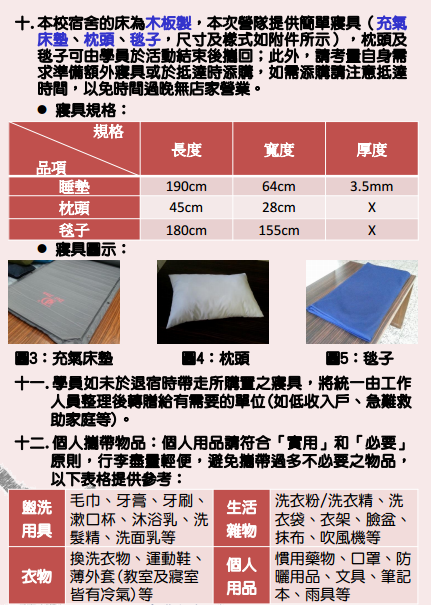 十.本校宿舍的床為木板製，本次營隊提供簡單寢具（充氣
床墊、枕頭、毯子，尺寸及樣式如附件所示），枕頭及
毯子可由學員於活動結束後攜回；此外，請考量自身需
求準備額外寢具或於抵達時添購，如需添購請注意抵達
時間，以免時間過晚無店家營業。
● 寢具規格：
規格
品項
長度 寬度 厚度
睡墊 190cm 64cm 3.5mm
枕頭 45cm 28cm X
毯子 180cm 155cm X
● 寢具圖示：
圖3：充氣床墊 圖4：枕頭 圖5：毯子
十一.學員如未於退宿時帶走所購置之寢具，將統一由工作
人員整理後轉贈給有需要的單位(如低收入戶、急難救
助家庭等)。
十二.個人攜帶物品：個人用品請符合「實用」和「必要」
原則，行李盡量輕便，避免攜帶過多不必要之物品，
以下表格提供參考：
盥洗
用具
毛巾、牙膏、牙刷、
漱口杯、沐浴乳、洗
髮精、洗面乳等
生活
雜物
洗衣粉/洗衣精、洗
衣袋、衣架、臉盆、
抹布、吹風機等
衣物
換洗衣物、運動鞋、
薄外套(教室及寢室
皆有冷氣)等
個人
用品
慣用藥物、口罩、防
曬用品、文具、筆記
本、雨具等